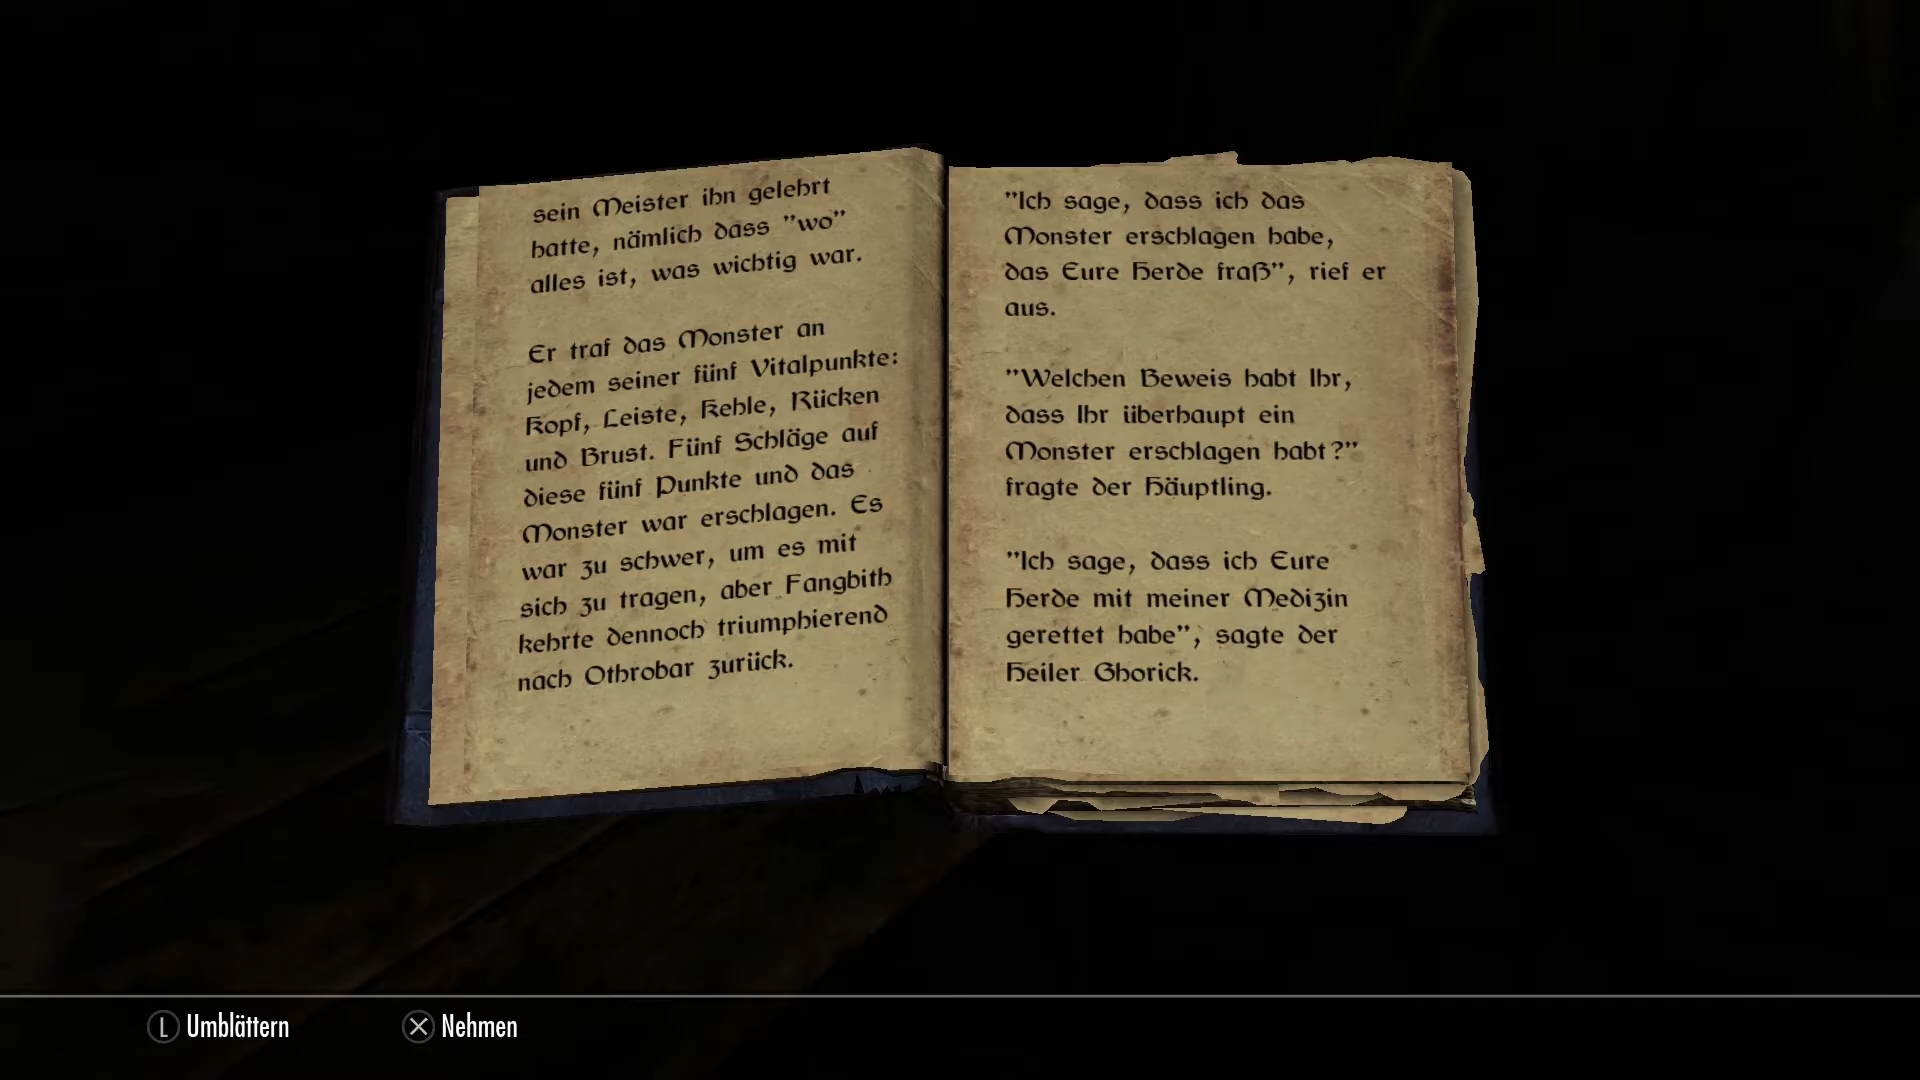 sein Meister ihn gelehrt
hatte, nämlich dass "wo"
alles ist, was wichtig war.
Er traf das Monster an
jedem seiner fünf Vitalpunkte:
Kopf, Leiste, Kehle, Rücken
und Brust. Fünf Schläge auf
diese fünf Punkte und das
Monster war erschlagen. Es
war zu schwer, um es mit
sich zu tragen, aber Fangbith
kehrte dennoch triumphierend
nach Othrobar zurück.
"Ich sage, dass ich das
Monster erschlagen habe,
das Eure Herde fraß", rief er
aus.
"Welchen Beweis habt Ihr,
dass Ihr überhaupt ein
Monster erschlagen habt?"
fragte der Häuptling.
"Ich sage, dass ich Eure
Herde mit meiner Medizin
gerettet habe", sagte der
Heiler Ghorick.
L Umblättern
X Nehmen